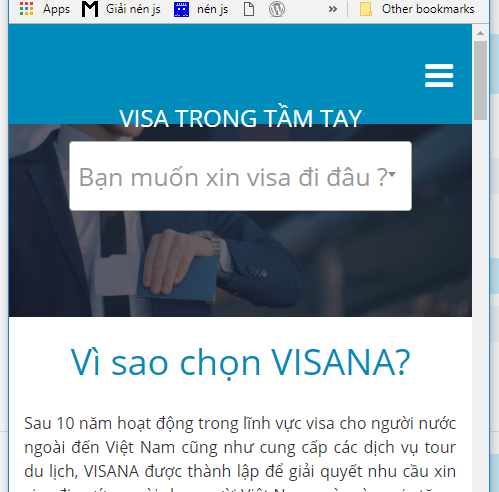 Apps Giải nén js nén js » Other bookmarks
VISA TRONG TẦM TAY
Bạn muốn xin visa đi đâu ?
Vì sao chọn VISANA?
Sau 10 năm hoạt động trong lĩnh vực visa cho người nước
ngoài đến Việt Nam cũng như cung cấp các dịch vụ tour
du lịch, VISANA được thành lập để giải quyết nhu cầu xin